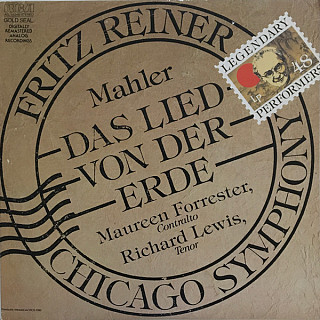 RCA
GOLD SEAL
DIGITALLY
REMASTERED
ANALOG
RECORDINGS
FRITZ REINER
LEGENDARY
PERFORMERS
Mahler
DAS LIED
VON DER
ERDE
Maureen Forrester,
Contralto
Richard Lewis,
Tenor
CHICAGO SYMPHONY